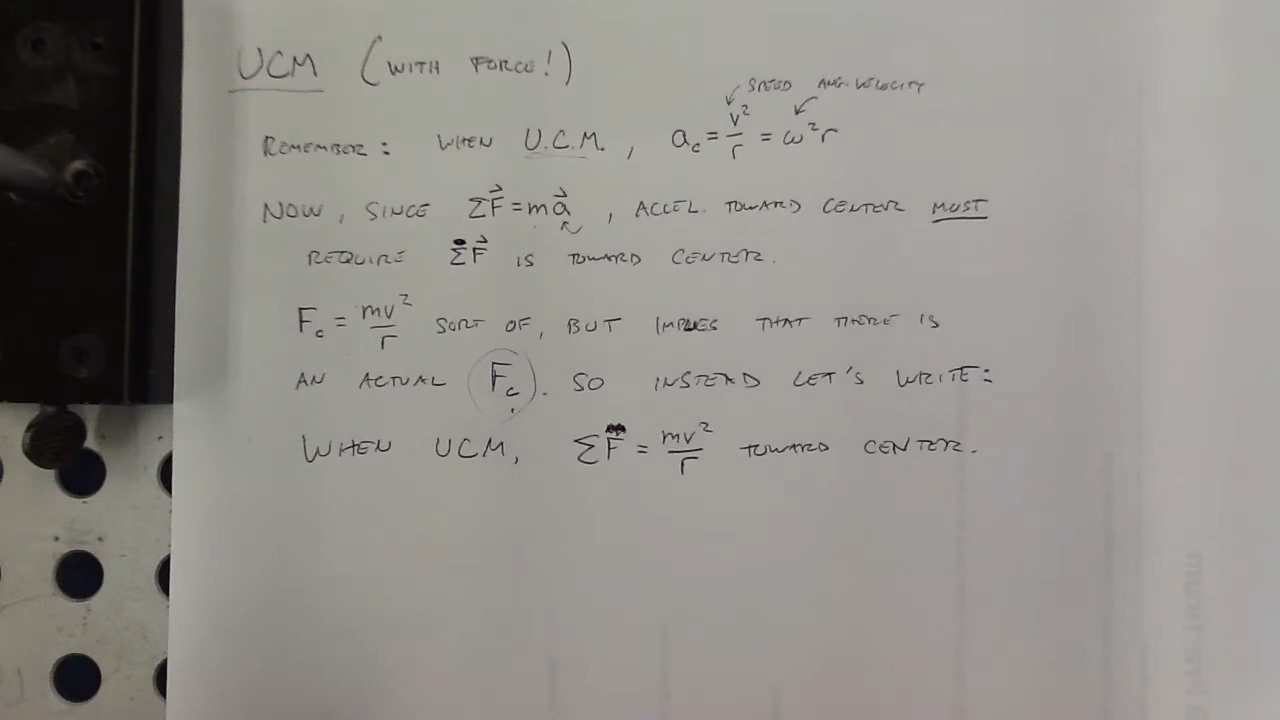 UCM (WITH FORCE!)
SPEED ANG. VELOCITY
REMEMBER: WHEN U.C.M., a_c = v²/r = ω²r
NOW, SINCE ΣF⃗ = ma⃗, ACCEL. TOWARD CENTER MUST
REQUIRE ΣF⃗ IS TOWARD CENTER.
F_c = mv²/r SORT OF, BUT IMPLIES THAT THERE IS
AN ACTUAL F_c. SO INSTEAD LET'S WRITE:
WHEN UCM, ΣF = mv²/r TOWARD CENTER.